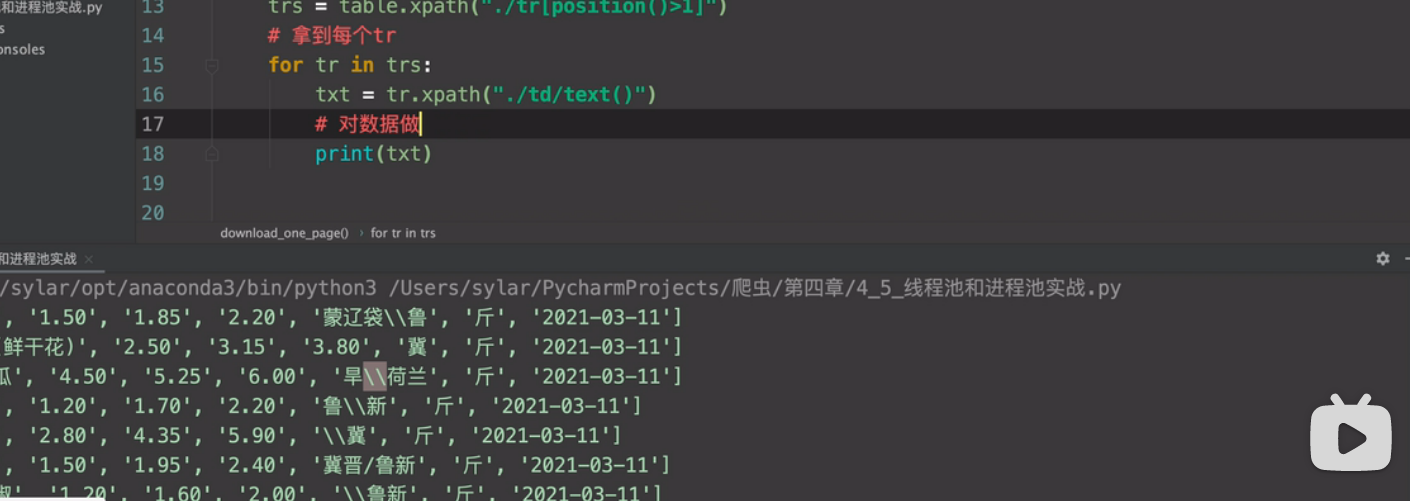 和进程池实战.py
s
onsoles
13 trs = table.xpath("./tr[position()>1]")
14 # 拿到每个tr
15 for tr in trs:
16 txt = tr.xpath("./td/text()")
17 # 对数据做
18 print(txt)
19
20
download_one_page() › for tr in trs
和进程池实战 ×
/sylar/opt/anaconda3/bin/python3 /Users/sylar/PycharmProjects/爬虫/第四章/4_5_线程池和进程池实战.py
, '1.50', '1.85', '2.20', '蒙辽袋\\鲁', '斤', '2021-03-11']
鲜干花)', '2.50', '3.15', '3.80', '冀', '斤', '2021-03-11']
瓜', '4.50', '5.25', '6.00', '旱\\荷兰', '斤', '2021-03-11']
, '1.20', '1.70', '2.20', '鲁\\新', '斤', '2021-03-11']
, '2.80', '4.35', '5.90', '\\冀', '斤', '2021-03-11']
, '1.50', '1.95', '2.40', '冀晋/鲁新', '斤', '2021-03-11']
', '1.20', '1.60', '2.00', '\\鲁新', '斤', '2021-03-11']